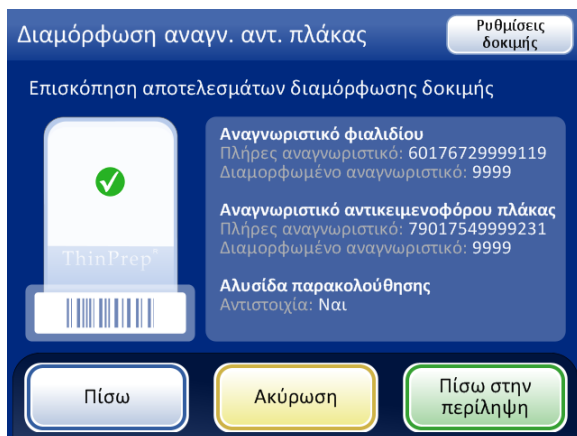 Διαμόρφωση αναγν. αντ. πλάκας
Ρυθμίσεις
δοκιμής
Επισκόπηση αποτελεσμάτων διαμόρφωσης δοκιμής
Αναγνωριστικό φιαλιδίου
Πλήρες αναγνωριστικό: 60176729999119
Διαμορφωμένο αναγνωριστικό: 9999
Αναγνωριστικό αντικειμενοφόρου πλάκας
Πλήρες αναγνωριστικό: 79017549999231
Διαμορφωμένο αναγνωριστικό: 9999
Αλυσίδα παρακολούθησης
Αντιστοιχία: Ναι
ThinPrep®
Πίσω
Ακύρωση
Πίσω στην
περίληψη